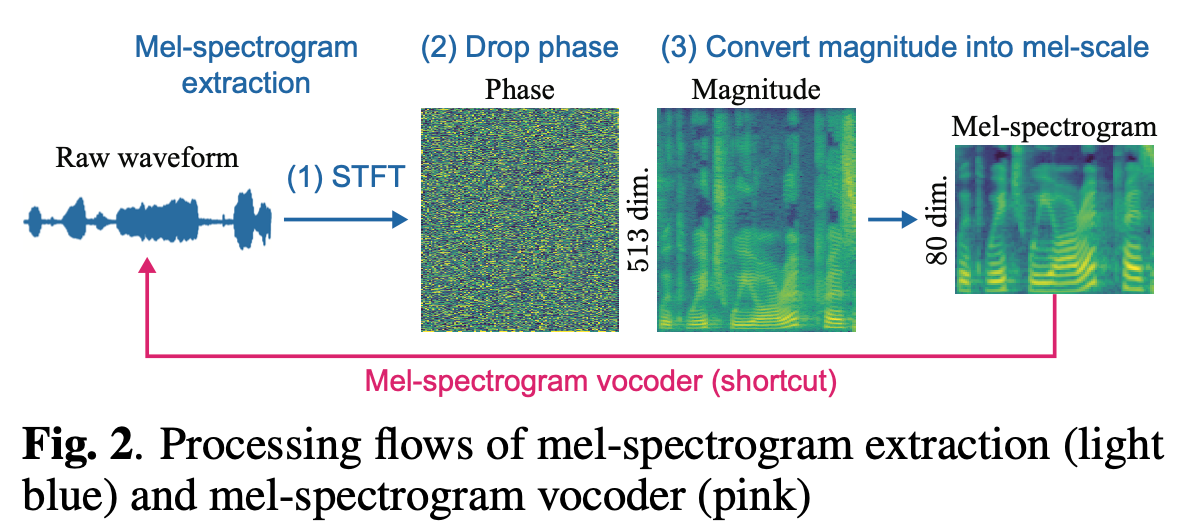 Mel-spectrogram
extraction
(2) Drop phase
(3) Convert magnitude into mel-scale
Phase
Magnitude
Mel-spectrogram
Raw waveform
(1) STFT
513 dim.
80 dim.
Mel-spectrogram vocoder (shortcut)
Fig. 2. Processing flows of mel-spectrogram extraction (light
blue) and mel-spectrogram vocoder (pink)